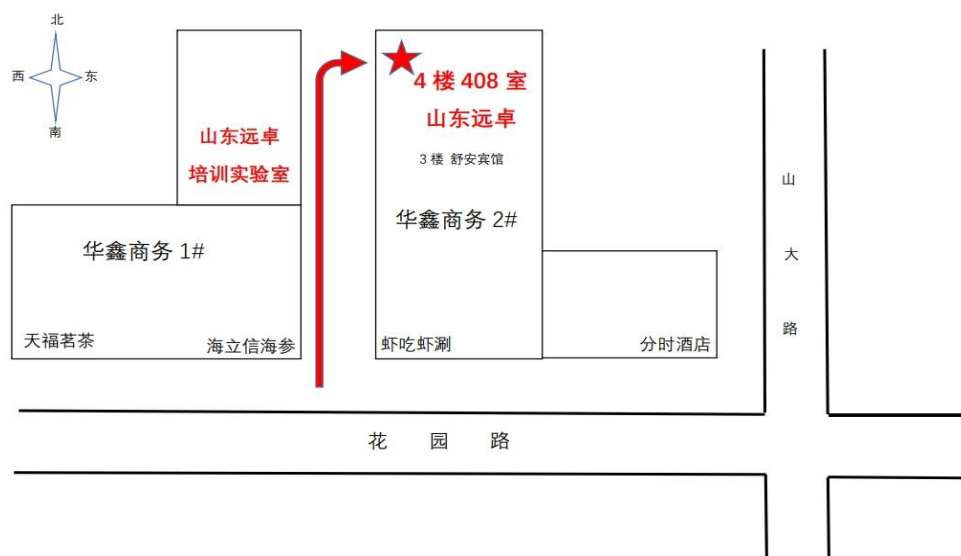 北
西
东
南
4 楼 408 室
山东远卓
山东远卓
培训实验室
3 楼 舒安宾馆
山
大
路
华鑫商务 2#
华鑫商务 1#
天福茗茶
海立信海参
虾吃虾涮
分时酒店
花 园 路